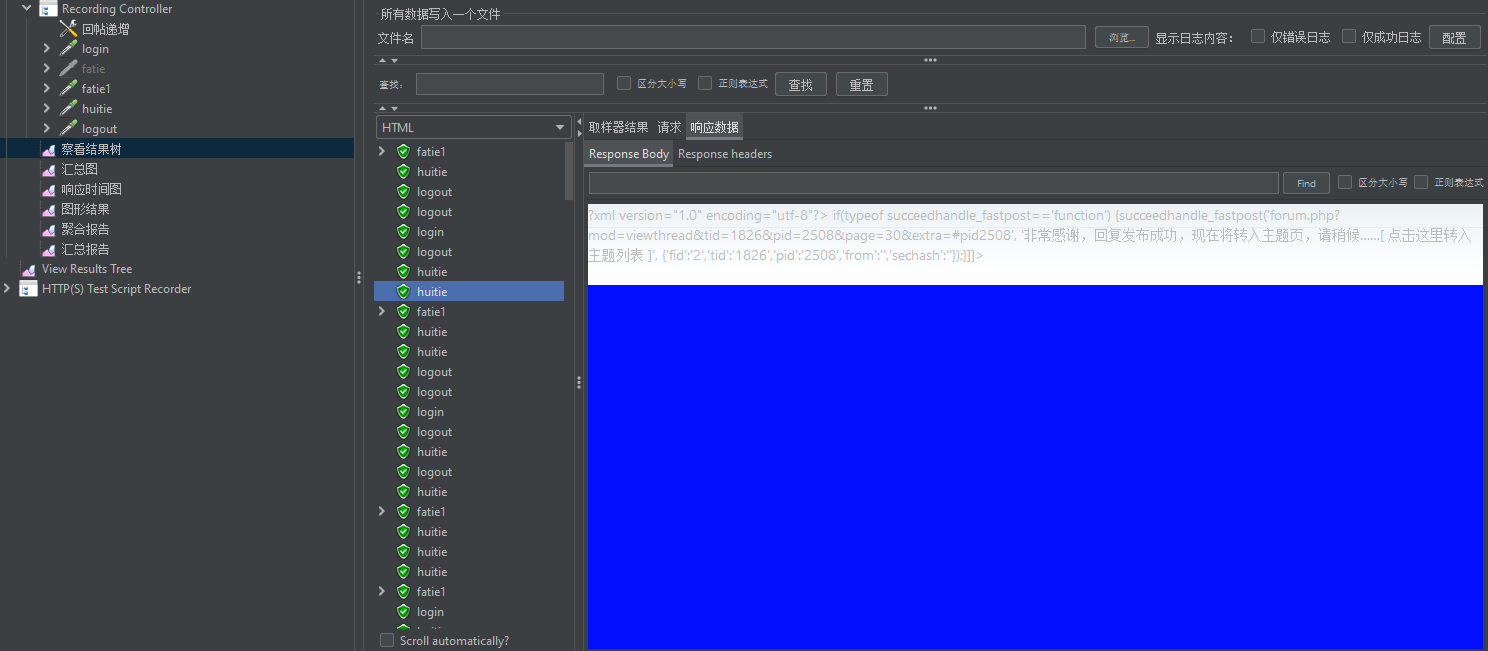 Recording Controller
回帖递增
login
fatie
fatie1
huitie
logout
察看结果树
汇总图
响应时间图
图形结果
聚合报告
汇总报告
View Results Tree
HTTP(S) Test Script Recorder
所有数据写入一个文件
文件名
浏览...
显示日志内容：
仅错误日志
仅成功日志
配置
查找:
区分大小写
正则表达式
查找
重置
HTML
fatie1
huitie
logout
logout
login
logout
huitie
huitie
fatie1
huitie
huitie
logout
logout
login
logout
huitie
logout
huitie
fatie1
huitie
huitie
huitie
fatie1
login
Scroll automatically?
取样器结果 请求 响应数据
Response Body Response headers
Find
区分大小写
正则表达式
?xml version="1.0" encoding="utf-8"?> if(typeof succeedhandle_fastpost=='function') {succeedhandle_fastpost('forum.php?
mod=viewthread&tid=1826&pid=2508&page=30&extra=#pid2508', '非常感谢，回复发布成功，现在将转入主题页，请稍候……[ 点击这里转入
主题列表 ]', {'fid':'2','tid':'1826','pid':'2508','from':'','sechash':''});}]]>